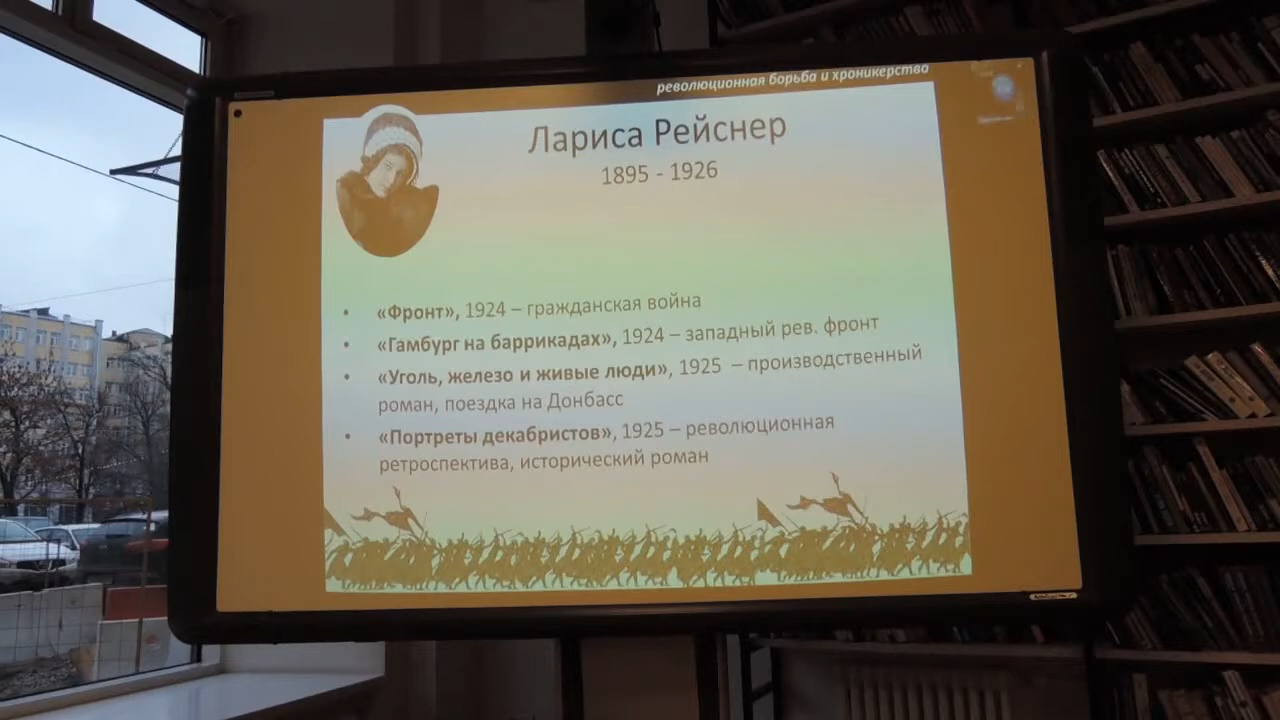 революционная борьба и хроникерство
Лариса Рейснер
1895 - 1926
• «Фронт», 1924 – гражданская война
• «Гамбург на баррикадах», 1924 – западный рев. фронт
• «Уголь, железо и живые люди», 1925 – производственный
роман, поездка на Донбасс
• «Портреты декабристов», 1925 – революционная
ретроспектива, исторический роман